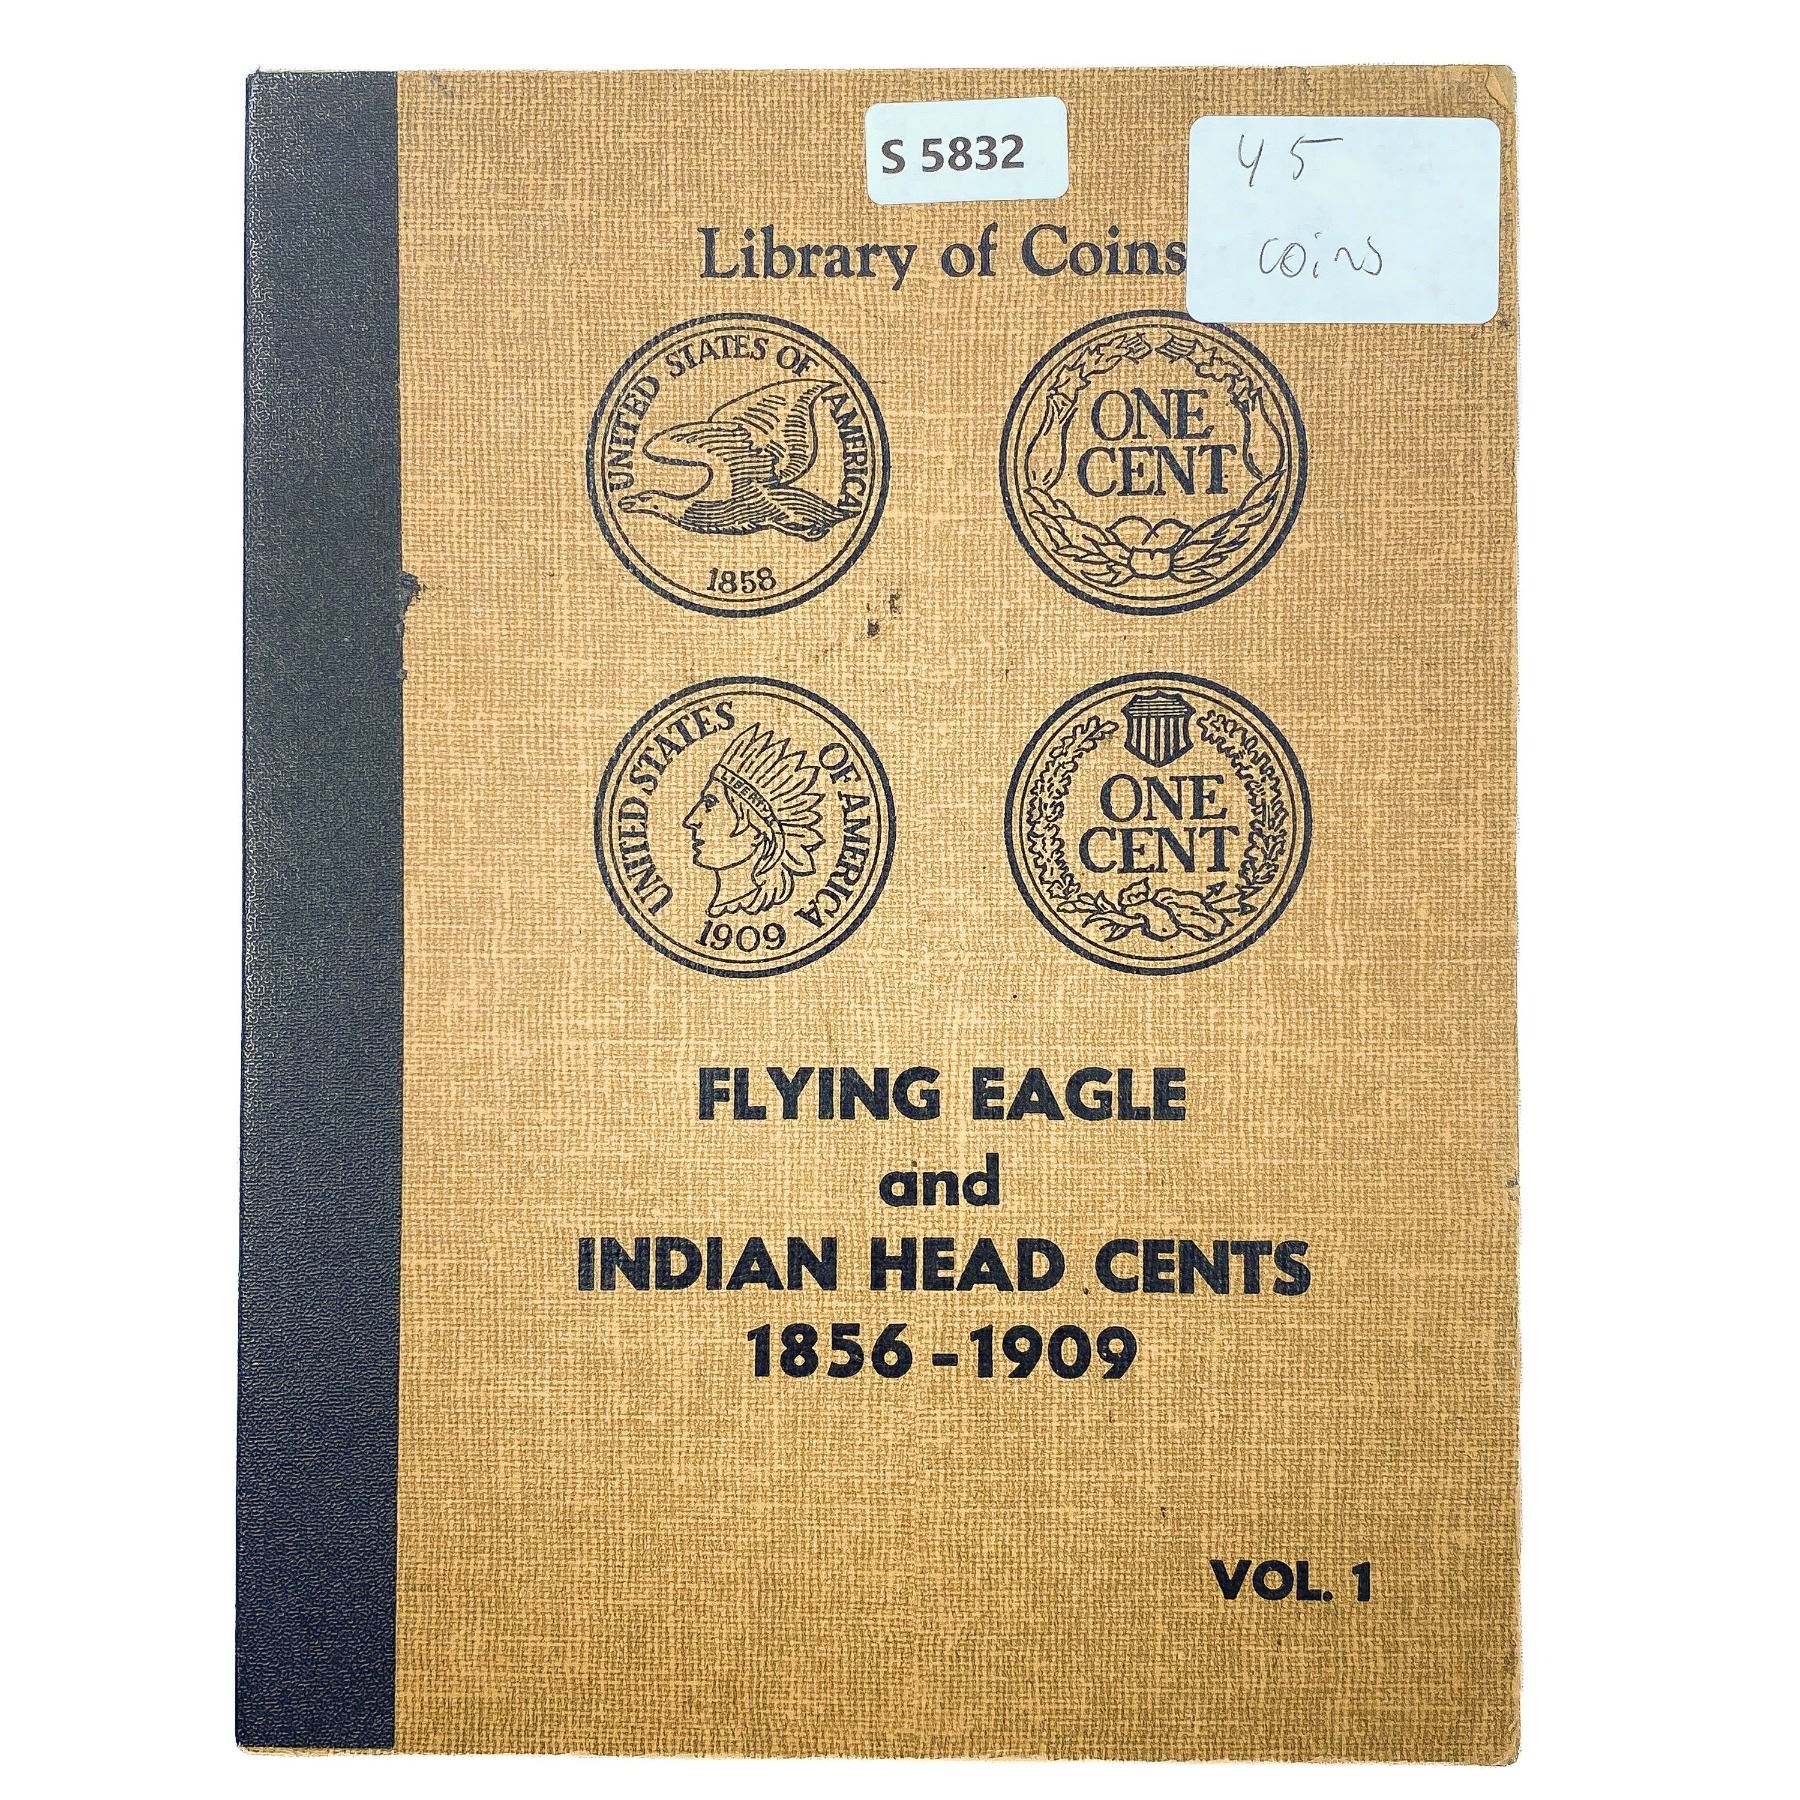 S 5832
45
coins
Library of Coins
UNITED STATES OF AMERICA
1858
ONE
CENT
UNITED STATES OF AMERICA
LIBERTY
1909
ONE
CENT
FLYING EAGLE
and
INDIAN HEAD CENTS
1856-1909
VOL. 1